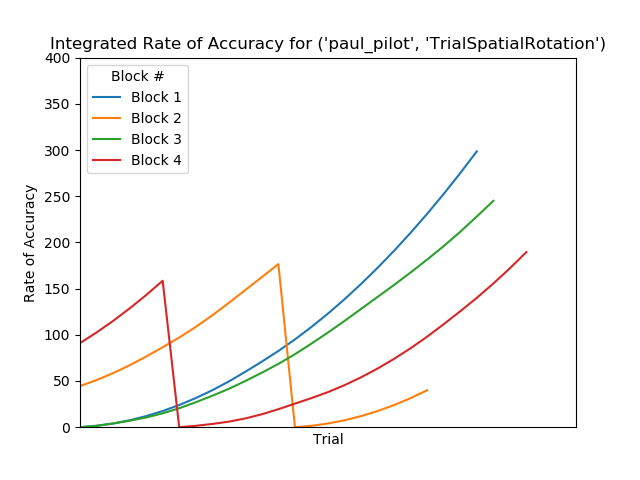 Integrated Rate of Accuracy for ('paul_pilot', 'TrialSpatialRotation')
400
350
300
250
200
150
100
50
0
Rate of Accuracy
Block #
Block 1
Block 2
Block 3
Block 4
Trial